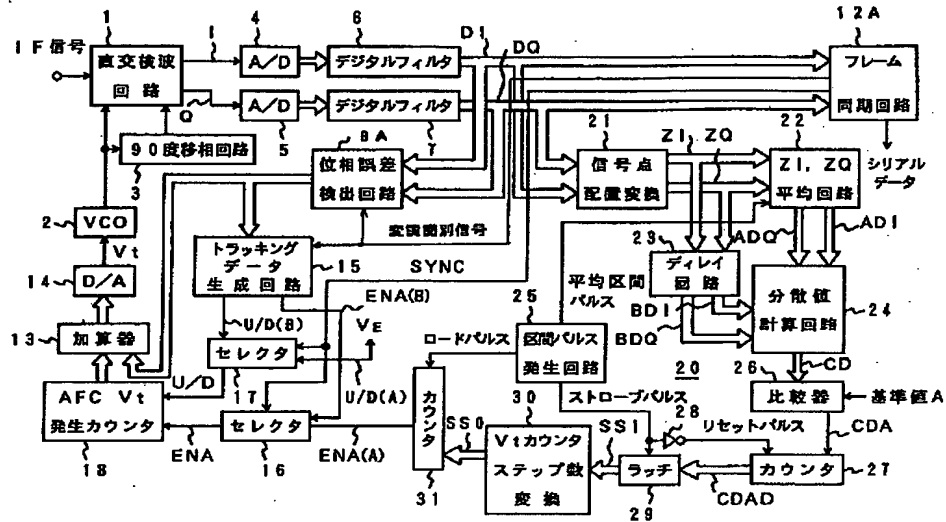 IF信号
1
直交検波
回路
I
Q
4
A/D
A/D
5
6
デジタルフィルタ
デジタルフィルタ
7
DI
DQ
12A
フレーム
同期回路
シリアル
データ
90度移相回路
3
2
VCO
Vt
14
D/A
13
加算器
8A
位相誤差
検出回路
変調識別信号
トラッキング
データ
生成回路
15
SYNC
ENA(B)
U/D(B)
VE
セレクタ
17
U/D(A)
U/D
AFC Vt
発生カウンタ
18
ENA
セレクタ
16
ENA(A)
21
信号点
配置変換
ZI, ZQ
22
ZI, ZQ
平均回路
ADQ
ADI
23
ディレイ
回路
BDI
BDQ
分散値
計算回路
24
CD
平均区間
パルス
25
区間パルス
発生回路
ロードパルス
20
ストローブパルス
26
比較器
基準値A
CDA
28
リセットパルス
カウンタ
27
CDAD
ラッチ
29
SS1
30
Vtカウンタ
ステップ数
変換
SS0
カウンタ
31